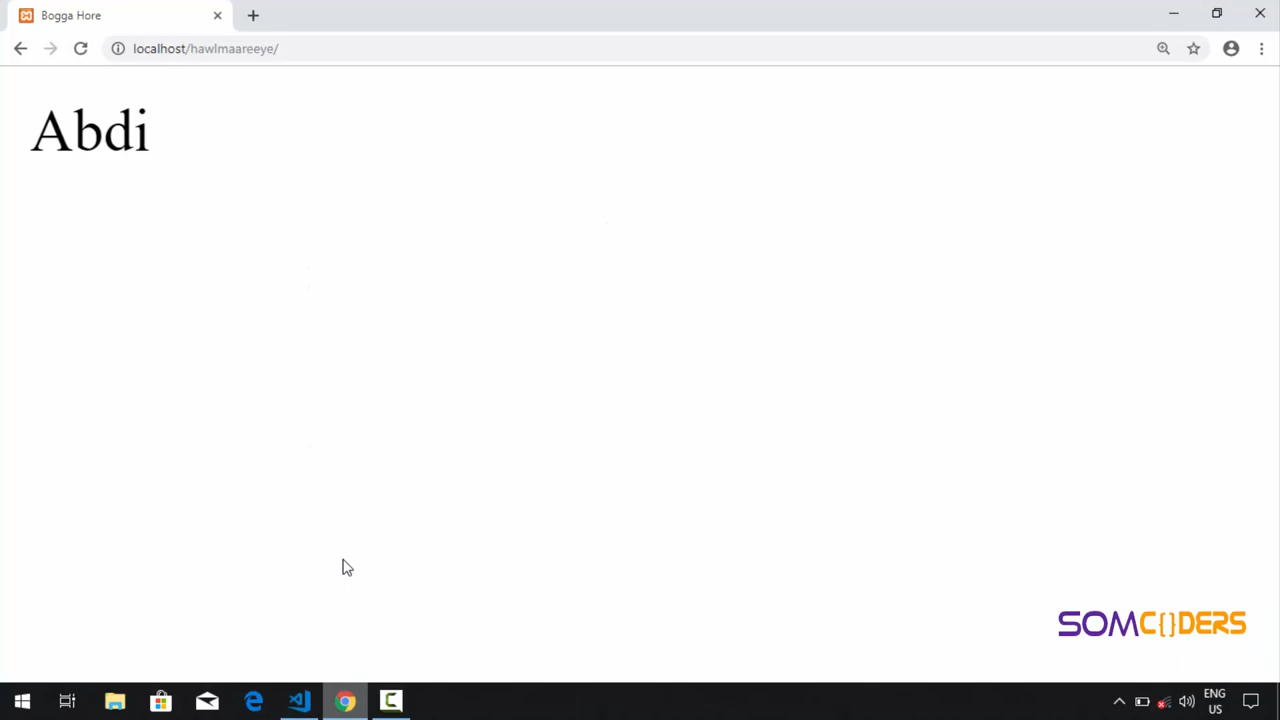 Bogga Hore
localhost/hawlmaareeye/
Abdi
SOMC{}DERS
ENG
US